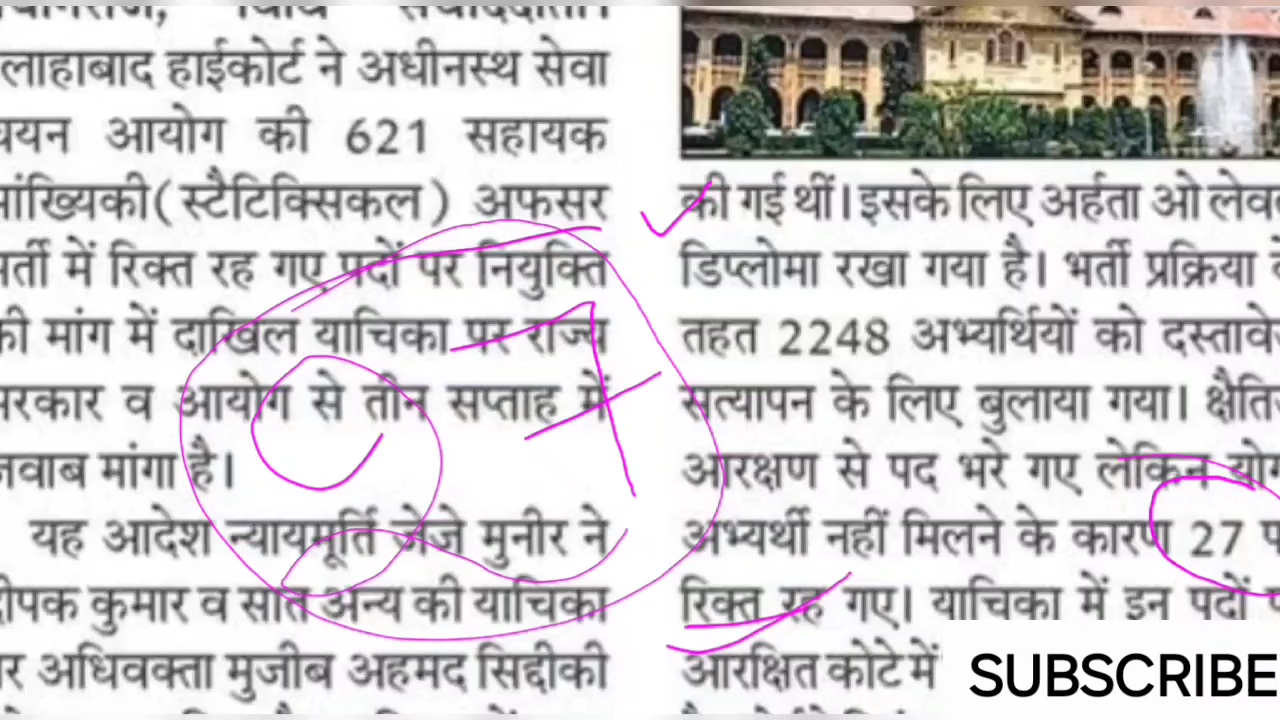 लाहाबाद हाईकोर्ट ने अधीनस्थ सेवा
चयन आयोग की 621 सहायक
सांख्यिकी(स्टैटिक्सिकल) अफसर
भर्ती में रिक्त रह गए पदों पर नियुक्ति
की मांग में दाखिल याचिका पर राज्य
सरकार व आयोग से तीन सप्ताह में
जवाब मांगा है।
यह आदेश न्यायमूर्ति जेजे मुनीर ने
दीपक कुमार व सात अन्य की याचिका
पर अधिवक्ता मुजीब अहमद सिद्दीकी
की गई थीं। इसके लिए अर्हता ओ लेवल
डिप्लोमा रखा गया है। भर्ती प्रक्रिया के
तहत 2248 अभ्यर्थियों को दस्तावेज
सत्यापन के लिए बुलाया गया। क्षैतिज
आरक्षण से पद भरे गए लेकिन योग्य
अभ्यर्थी नहीं मिलने के कारण 27 प
रिक्त रह गए। याचिका में इन पदों प
आरक्षित कोटे में
27
SUBSCRIBE